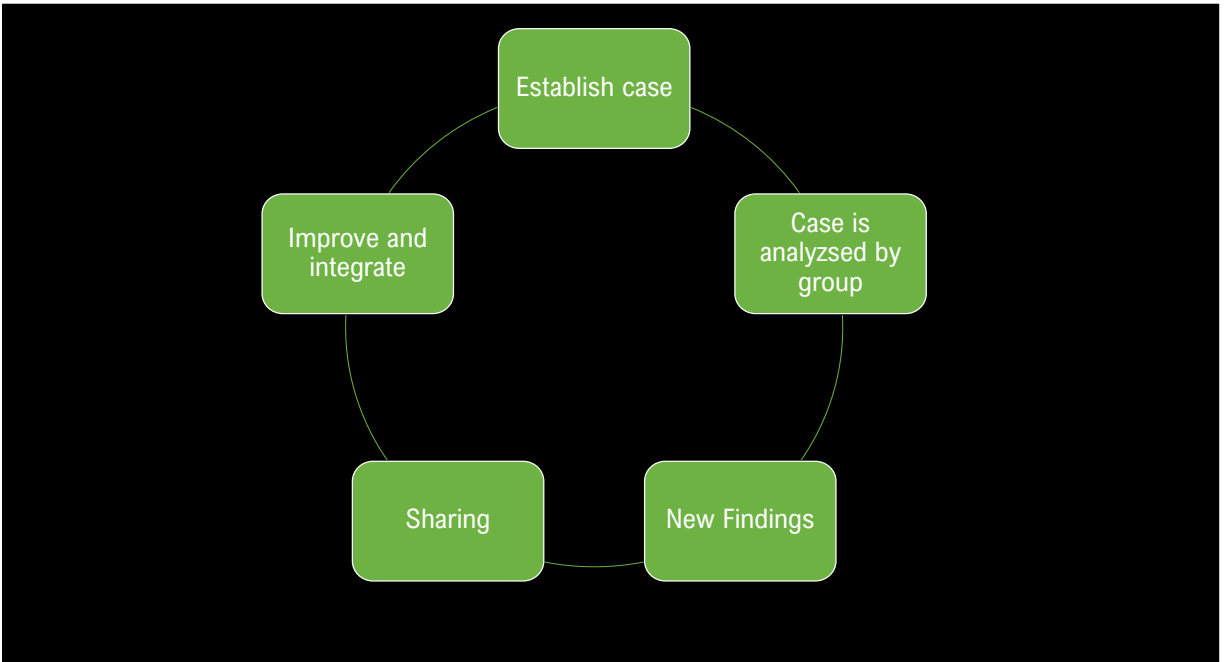 Establish case
Case is
analyzsed by
group
New Findings
Sharing
Improve and
integrate